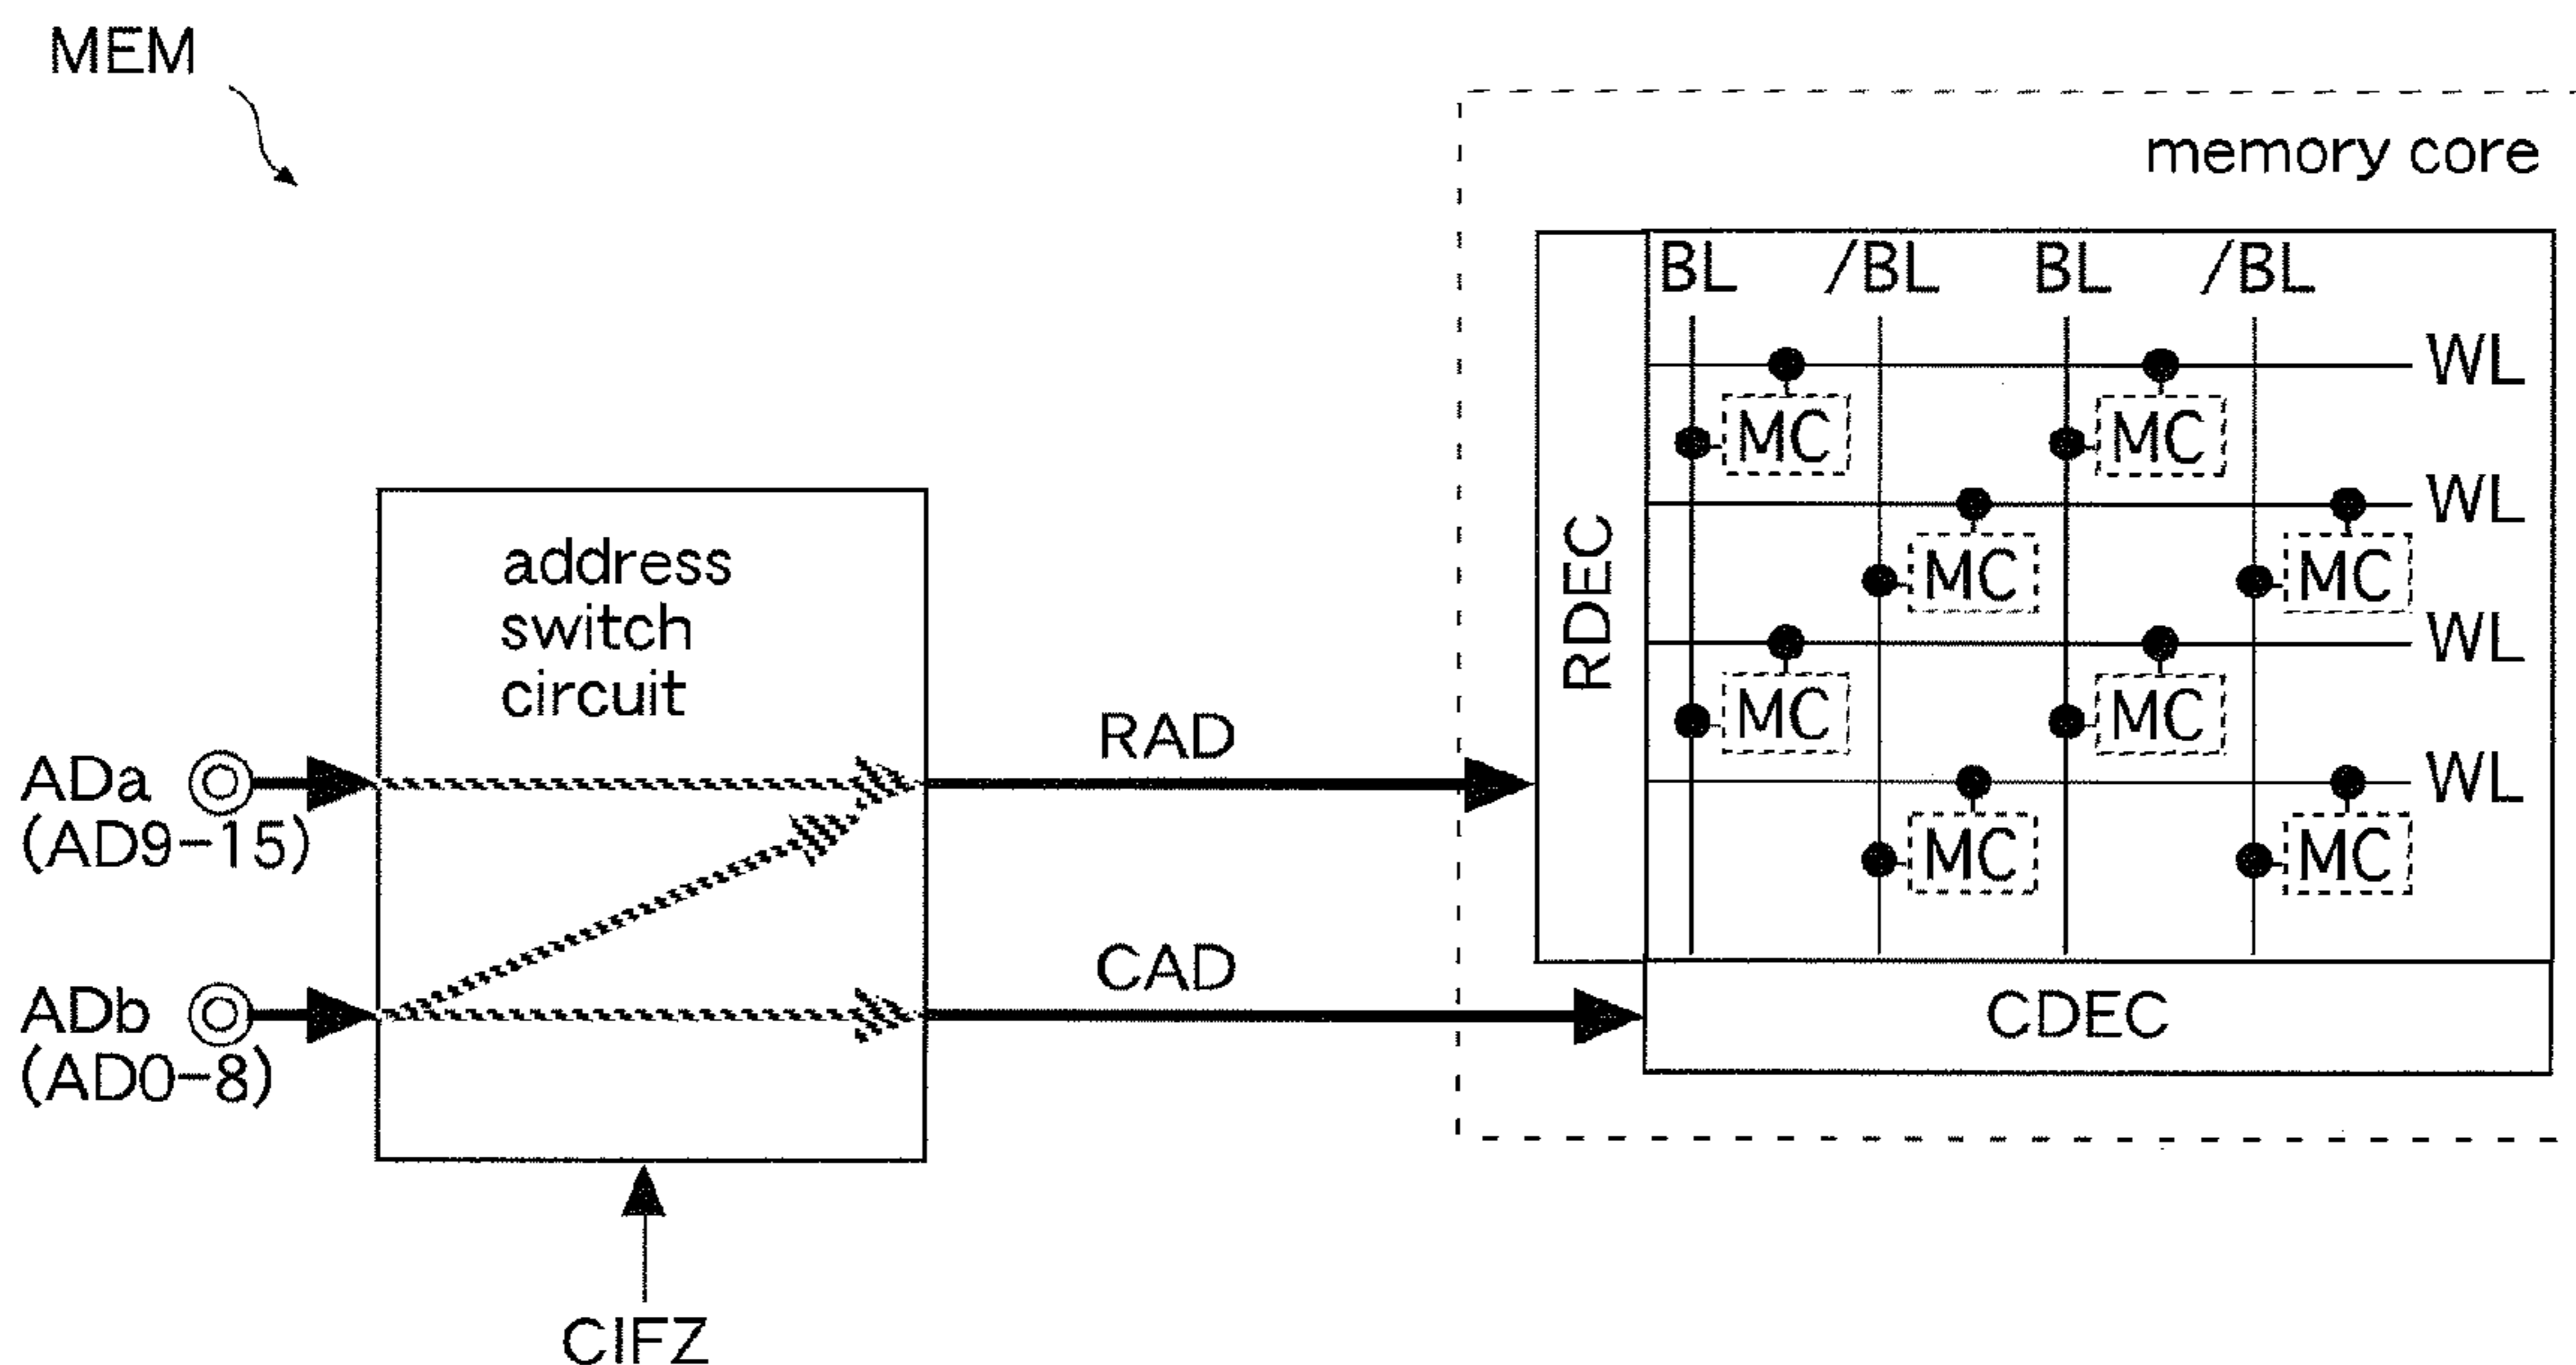 MEM
memory core
BL /BL BL /BL
WL
MC MC
WL
MC MC
WL
MC MC
WL
MC MC
RDEC
CDEC
address
switch
circuit
ADa
(AD9-15)
ADb
(AD0-8)
RAD
CAD
CIFZ